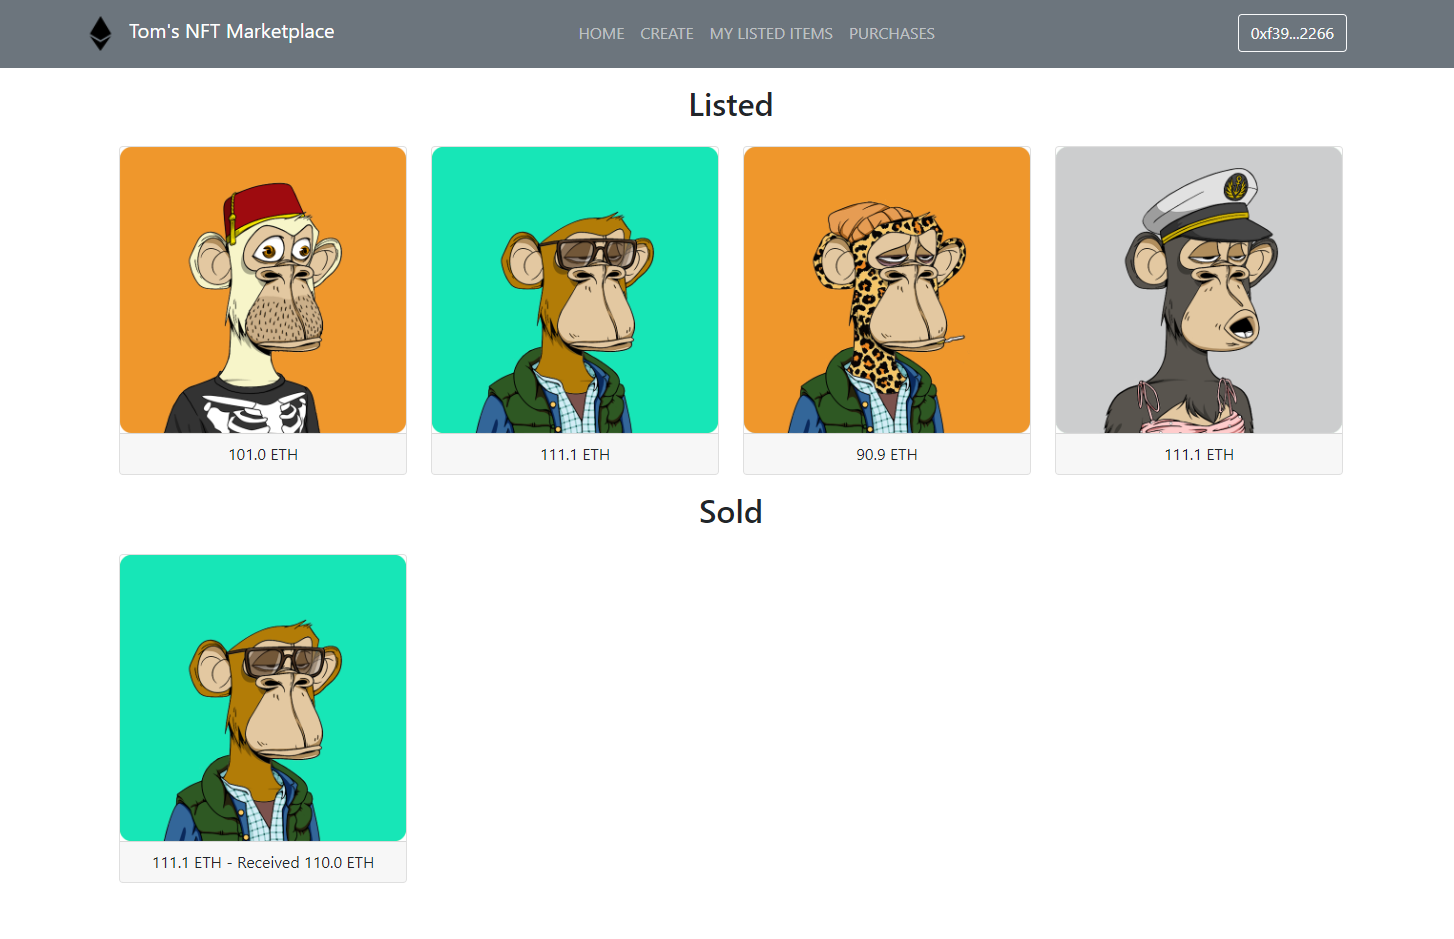 Tom's NFT Marketplace
HOME CREATE MY LISTED ITEMS PURCHASES
0xf39...2266
Listed
101.0 ETH
111.1 ETH
90.9 ETH
111.1 ETH
Sold
111.1 ETH - Received 110.0 ETH